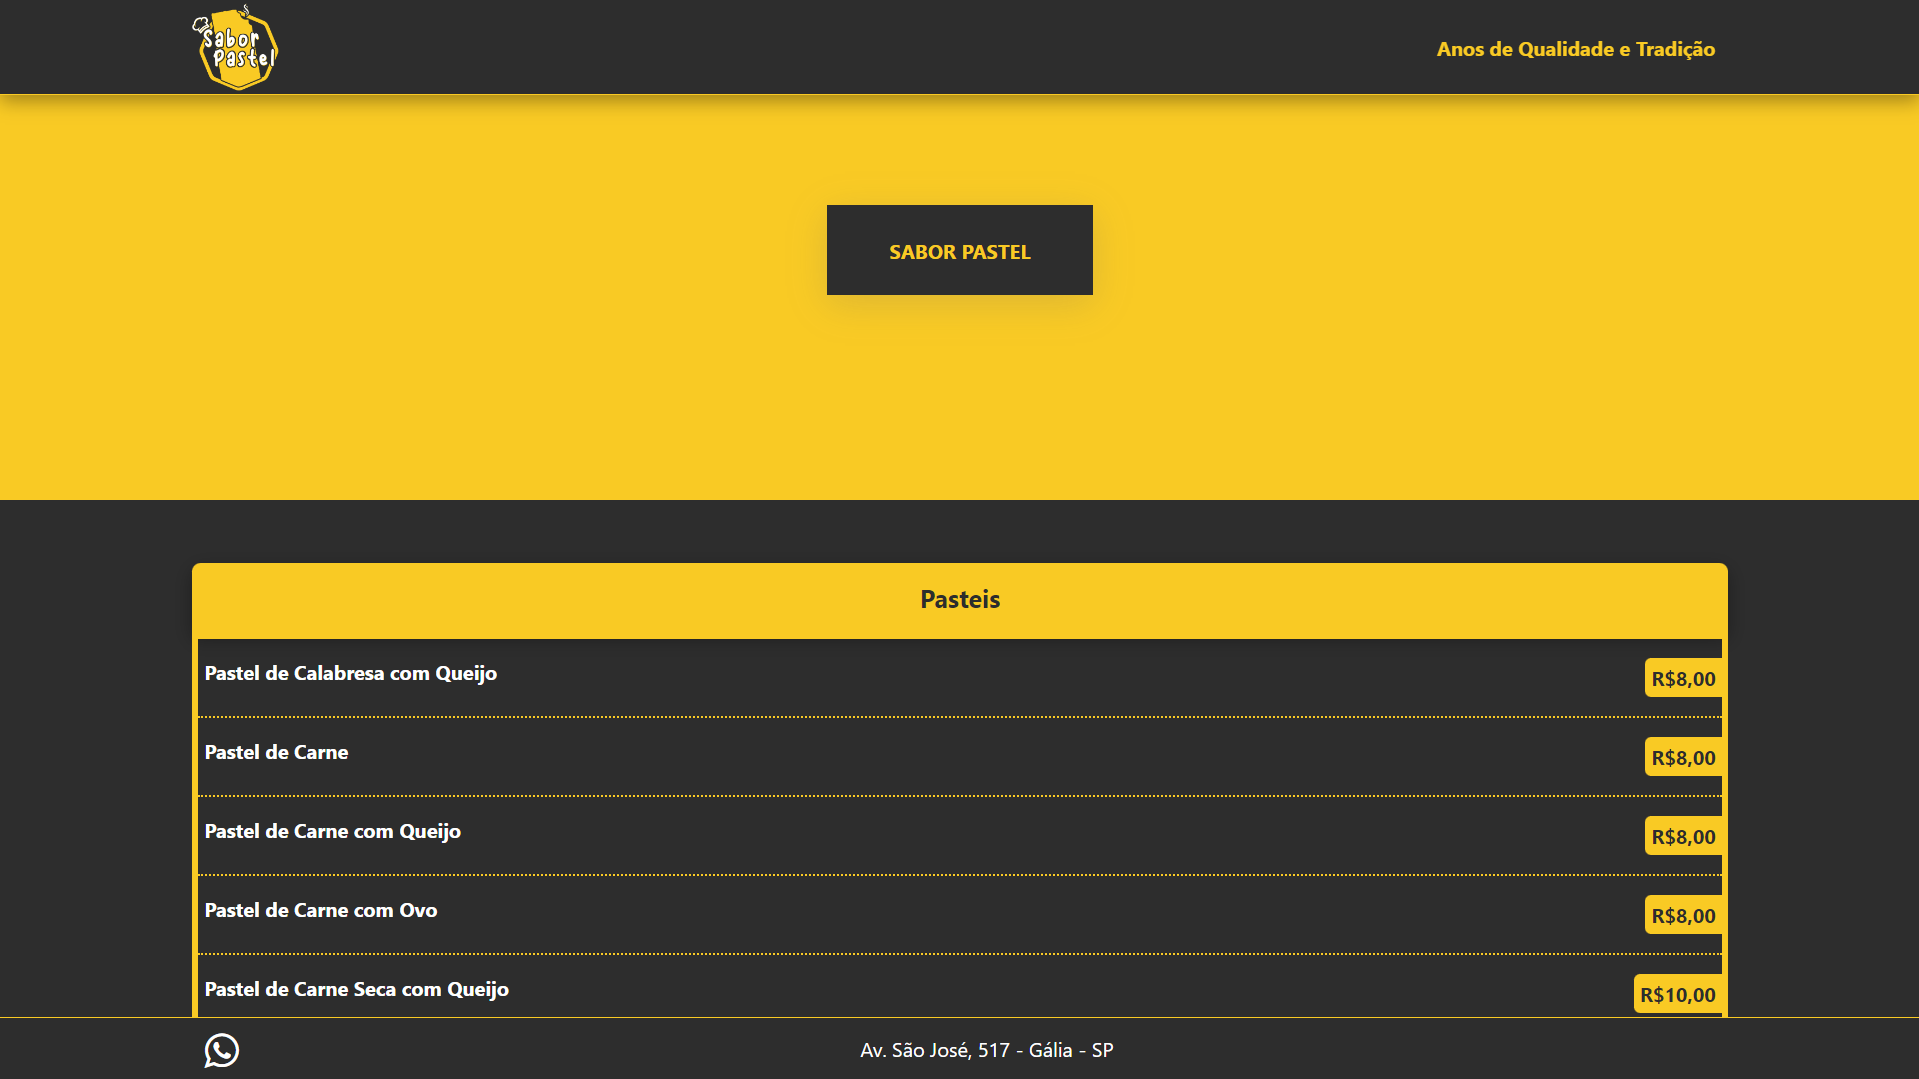 Sabor
Pastel
Anos de Qualidade e Tradição
SABOR PASTEL
Pasteis
Pastel de Calabresa com Queijo
R$8,00
Pastel de Carne
R$8,00
Pastel de Carne com Queijo
R$8,00
Pastel de Carne com Ovo
R$8,00
Pastel de Carne Seca com Queijo
R$10,00
Av. São José, 517 - Gália - SP